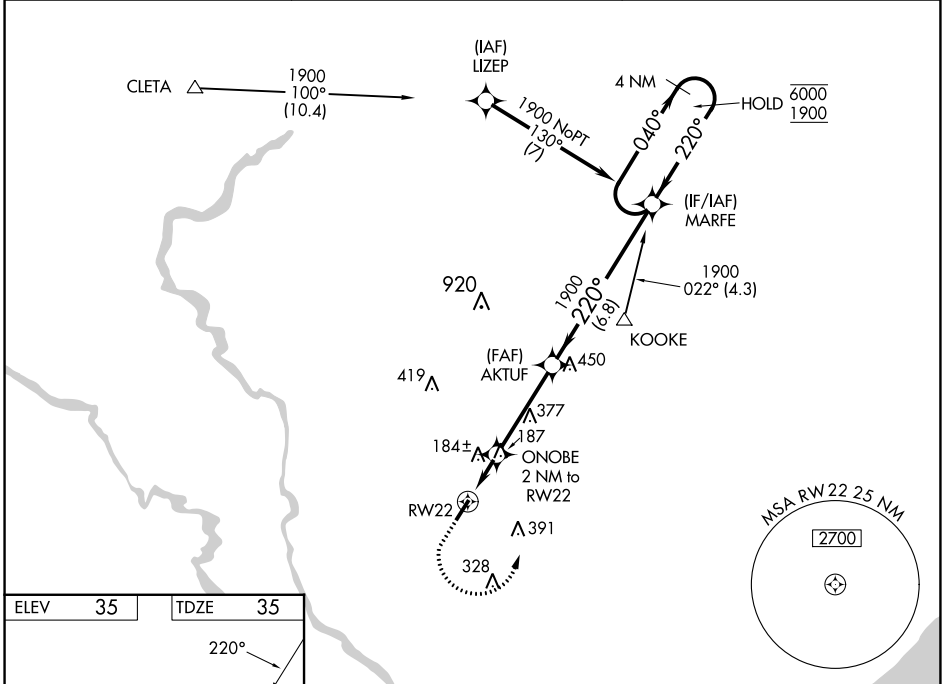 (IAF)
LIZEP
CLETA
1900
100°
(10.4)
1900 NoPT
130°
(7)
4 NM
HOLD 6000
1900
040°
220°
(IF/IAF)
MARFE
1900
022° (4.3)
KOOKE
1900
220°
(6.8)
920
(FAF)
AKTUF
450
419
377
187
184±
ONOBE
2 NM to
RW22
RW22
391
328
MSA RW22 25 NM
2700
ELEV 35
TDZE 35
220°